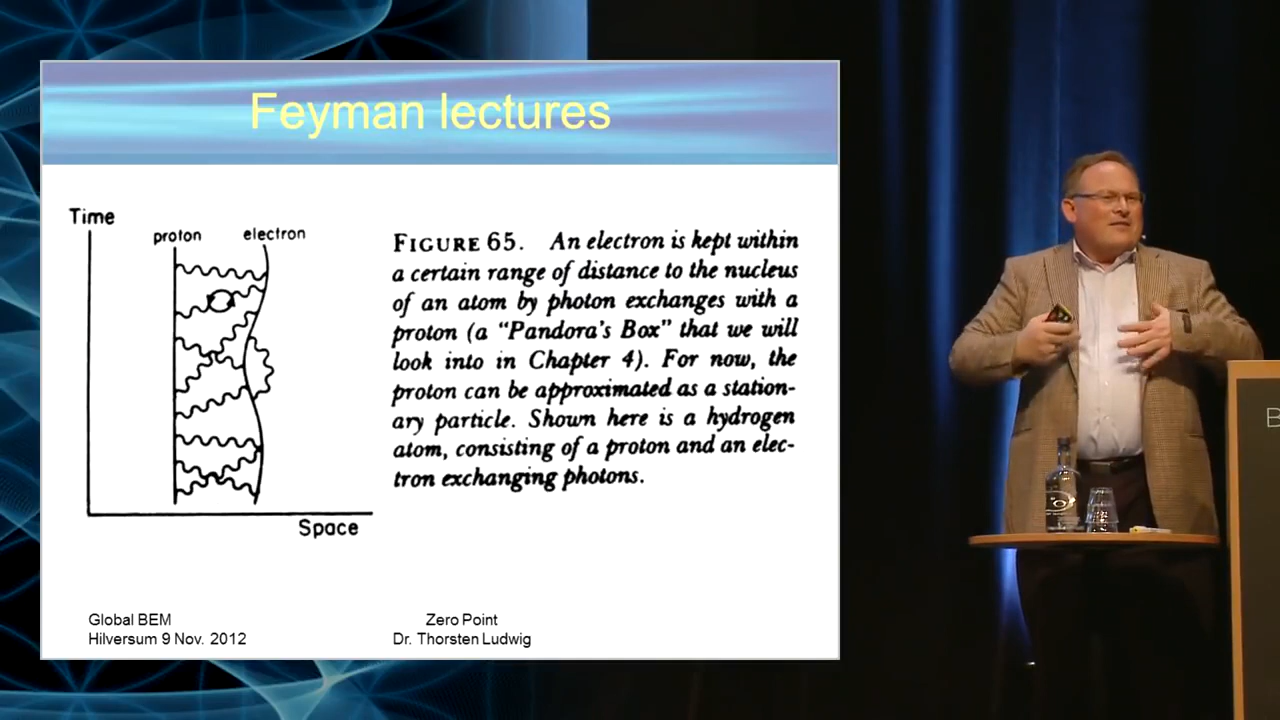 Feyman lectures
Time
proton
electron
Space
FIGURE 65. An electron is kept within
a certain range of distance to the nucleus
of an atom by photon exchanges with a
proton (a “Pandora’s Box” that we will
look into in Chapter 4). For now, the
proton can be approximated as a station-
ary particle. Shown here is a hydrogen
atom, consisting of a proton and an elec-
tron exchanging photons.
Global BEM
Hilversum 9 Nov. 2012
Zero Point
Dr. Thorsten Ludwig
B